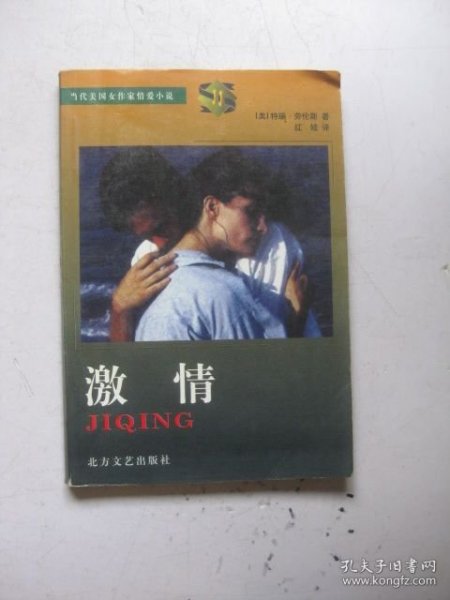 当代美国女作家情爱小说
[美]特瑞·劳伦斯 著
红 娃 译
激 情
JIQING
北方文艺出版社
孔夫子旧书网
www.kongfz.com